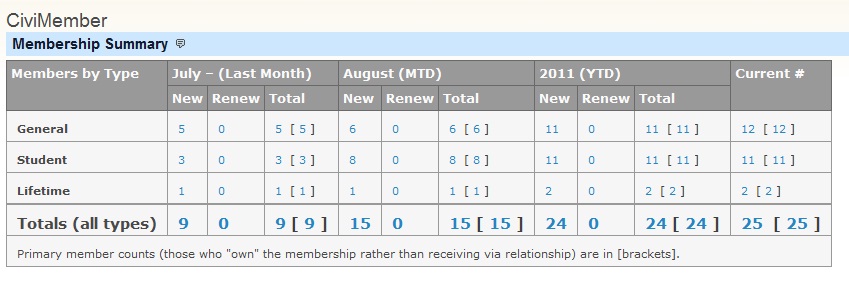 CiviMember
Membership Summary
Members by Type July – (Last Month) August (MTD) 2011 (YTD) Current #
New Renew Total New Renew Total New Renew Total
General 5 0 5 [ 5 ] 6 0 6 [ 6 ] 11 0 11 [ 11 ] 12 [ 12 ]
Student 3 0 3 [ 3 ] 8 0 8 [ 8 ] 11 0 11 [ 11 ] 11 [ 11 ]
Lifetime 1 0 1 [ 1 ] 1 0 1 [ 1 ] 2 0 2 [ 2 ] 2 [ 2 ]
Totals (all types) 9 0 9 [ 9 ] 15 0 15 [ 15 ] 24 0 24 [ 24 ] 25 [ 25 ]
Primary member counts (those who "own" the membership rather than receiving via relationship) are in [brackets].